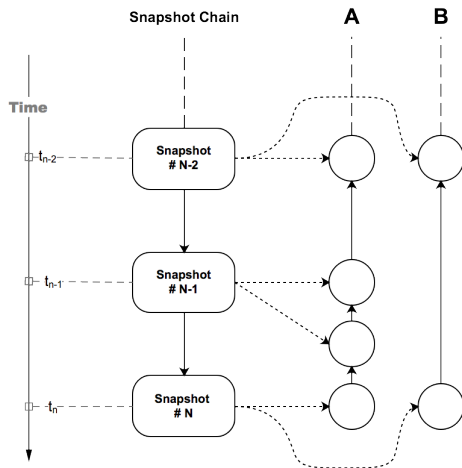 Snapshot Chain
A
B
Time
Snapshot
# N-2
tn-2
Snapshot
# N-1
tn-1
Snapshot
# N
tn